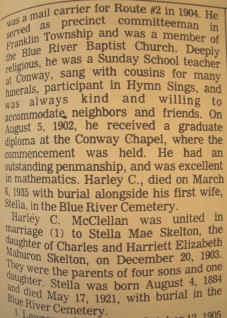 was a mail carrier for Route #2 in 1904. He
served as precinct committeeman in
Franklin Township and was a member of
the Blue River Baptist Church. Deeply
religious, he was a Sunday School teacher
at Conway, sang with cousins for many
funerals, participant in Hymn Sings, and
was always kind and willing to
accommodate neighbors and friends. On
August 5, 1902, he received a graduate
diploma at the Conway Chapel, where the
commencement was held. He had an
outstanding penmanship, and was excellent
in mathematics. Harley C., died on March
6, 1935 with burial alongside his first wife,
Stella, in the Blue River Cemetery.
Harley C. McClellan was united in
marriage (1) to Stella Mae Skelton, the
daughter of Charles and Harriett Elizabeth
Mahuron Skelton, on December 20, 1903.
They were the parents of four sons and one
daughter. Stella was born August 4, 1884
and died May 17, 1921, with burial in the
Blue River Cemetery.